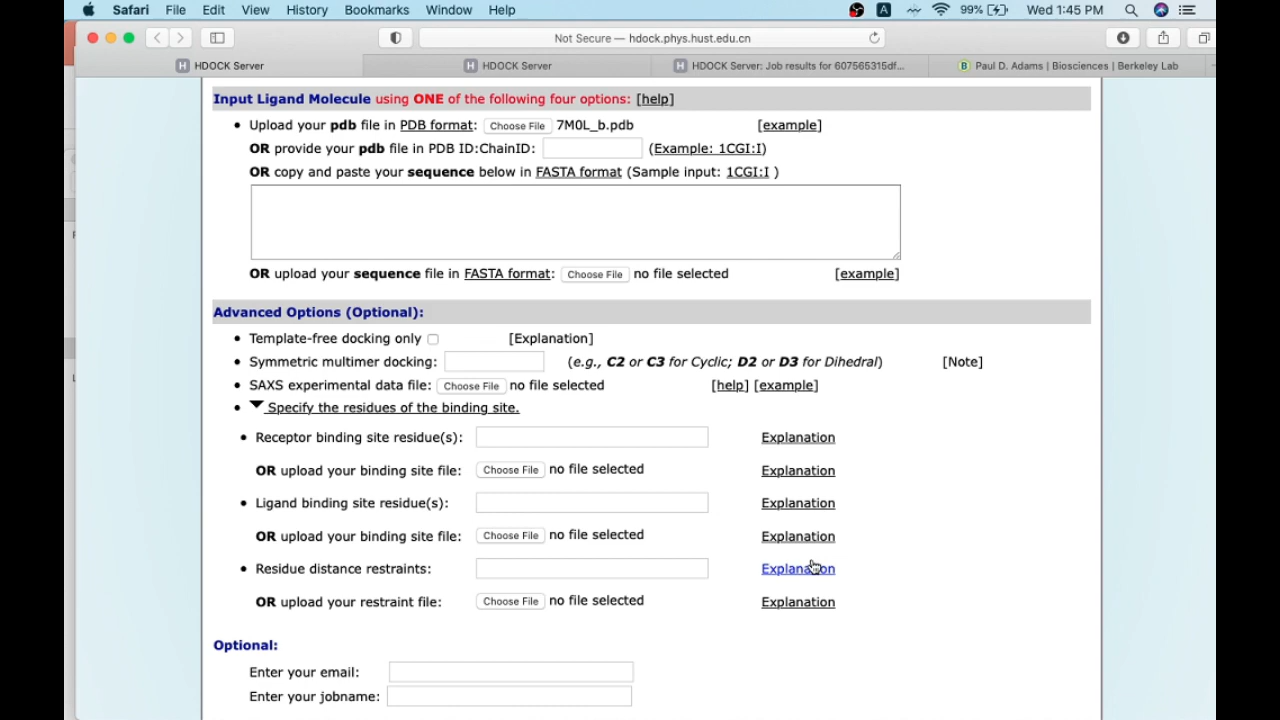 Safari File Edit View History Bookmarks Window Help A 99% Wed 1:45 PM
Not Secure — hdock.phys.hust.edu.cn
H HDOCK Server H HDOCK Server H HDOCK Server: Job results for 607565315df... B Paul D. Adams | Biosciences | Berkeley Lab
Input Ligand Molecule using ONE of the following four options: [help]
• Upload your pdb file in PDB format: Choose File 7M0L_b.pdb [example]
OR provide your pdb file in PDB ID:ChainID: (Example: 1CGI:I)
OR copy and paste your sequence below in FASTA format (Sample input: 1CGI:I )
OR upload your sequence file in FASTA format: Choose File no file selected [example]
Advanced Options (Optional):
• Template-free docking only [Explanation]
• Symmetric multimer docking: (e.g., C2 or C3 for Cyclic; D2 or D3 for Dihedral) [Note]
• SAXS experimental data file: Choose File no file selected [help] [example]
• Specify the residues of the binding site.
• Receptor binding site residue(s): Explanation
OR upload your binding site file: Choose File no file selected Explanation
• Ligand binding site residue(s): Explanation
OR upload your binding site file: Choose File no file selected Explanation
• Residue distance restraints: Explanation
OR upload your restraint file: Choose File no file selected Explanation
Optional:
Enter your email:
Enter your jobname: